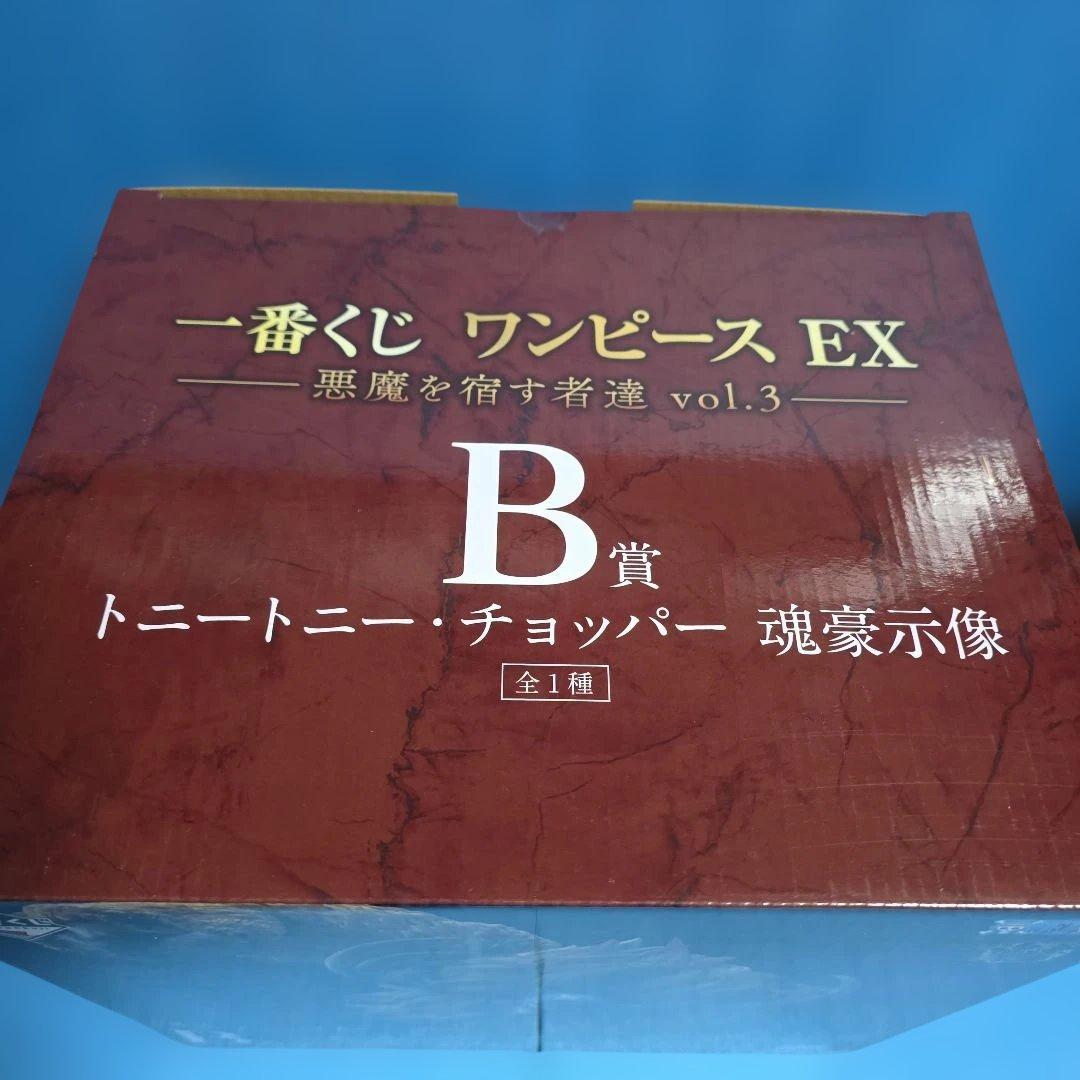 一番くじ ワンピース EX
悪魔を宿す者達 vol.3
B賞
トニートニー・チョッパー 魂豪示像
全1種